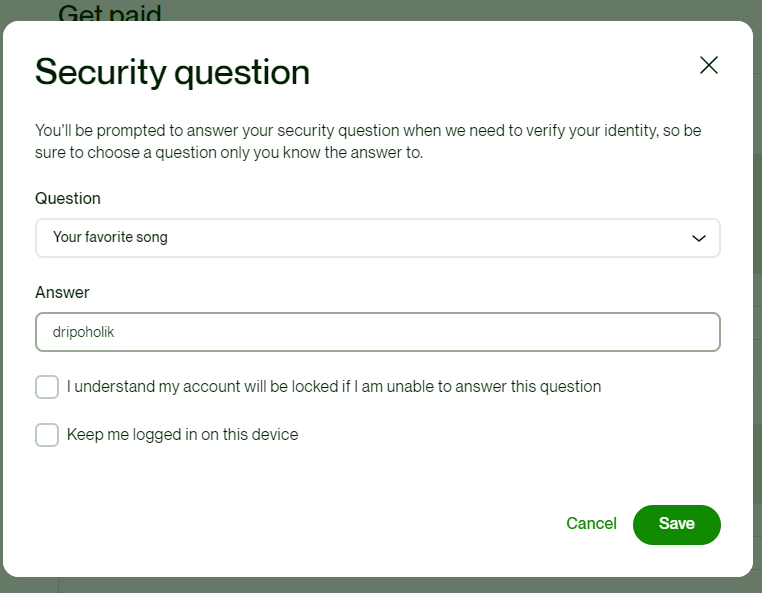 Get paid
Security question
You'll be prompted to answer your security question when we need to verify your identity, so be
sure to choose a question only you know the answer to.
Question
Your favorite song
Answer
dripoholik
I understand my account will be locked if I am unable to answer this question
Keep me logged in on this device
Cancel
Save